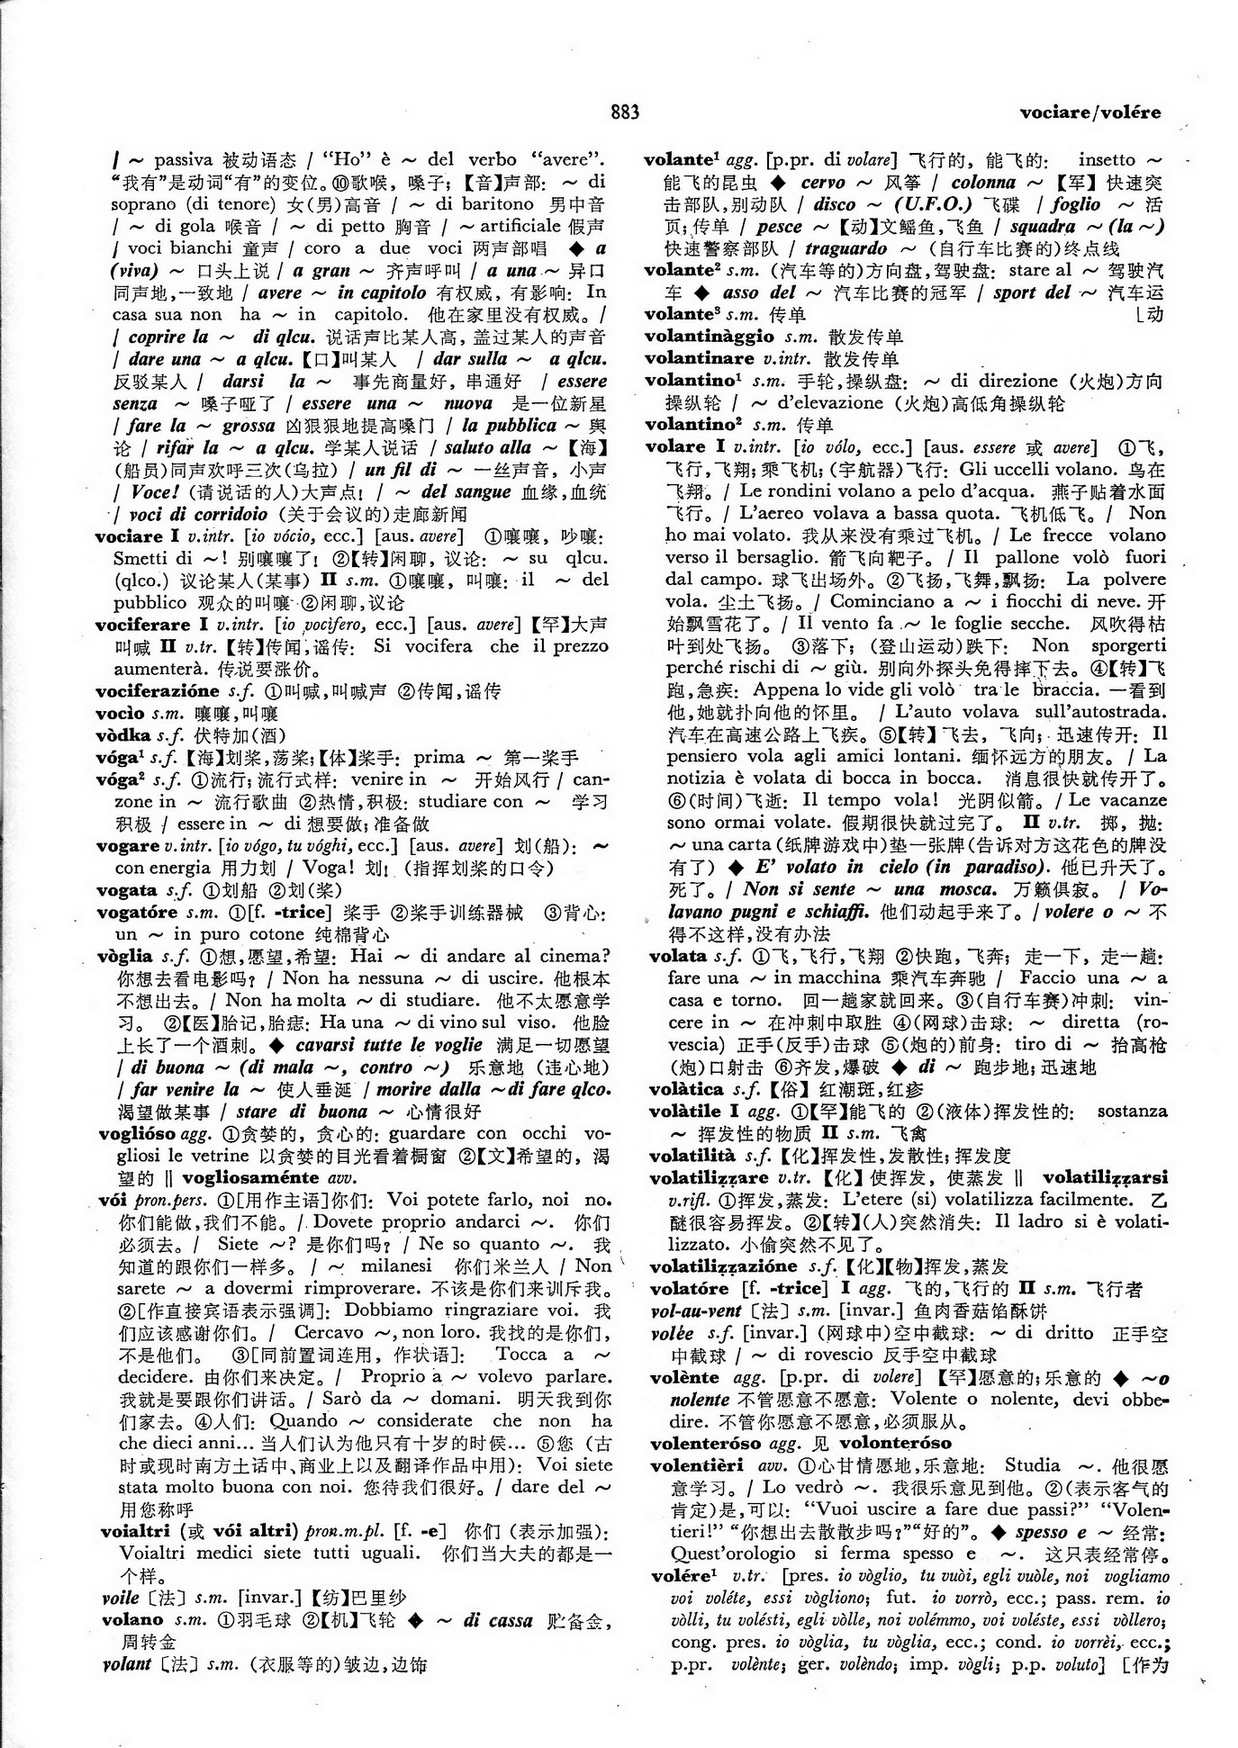 883
vociare/volére
/ ~ passiva 被动语态 / “Ho” è ~ del verbo “avere”.
“我有”是动词“有”的变位。⑩歌喉，嗓子；【音】声部: ~ di
soprano (di tenore) 女(男)高音 / ~ di baritono 男中音
/ ~ di gola 喉音 / ~ di petto 胸音 / ~ artificiale 假声
/ voci bianchi 童声 / coro a due voci 两声部唱 ◆ a
(viva) ~ 口头上说 / a gran ~ 齐声呼叫 / a una ~ 异口
同声地,一致地 / avere ~ in capitolo 有权威, 有影响: In
casa sua non ha ~ in capitolo. 他在家里没有权威。/
/ coprire la ~ di qlcu. 说话声比某人高, 盖过某人的声音
/ dare una ~ a qlcu.【口】叫某人 / dar sulla ~ a qlcu.
反驳某人 / darsi la ~ 事先商量好, 串通好 / essere
senza ~ 嗓子哑了 / essere una ~ nuova 是一位新星
/ fare la ~ grossa 凶狠狠地提高嗓门 / la pubblica ~ 舆
论 / rifar la ~ a qlcu. 学某人说话 / saluto alla ~【海】
(船员)同声欢呼三次(乌拉) / un fil di ~ 一丝声音, 小声
/ Voce! (请说话的人)大声点! / ~ del sangue 血缘,血统
/ voci di corridoio (关于会议的)走廊新闻
vociare I v.intr. [io vócio, ecc.] [aus. avere] ①嚷嚷, 吵嚷:
Smetti di ~! 别嚷嚷了! ②【转】闲聊, 议论: ~ su qlcu.
(qlco.) 议论某人(某事) II s.m. ①嚷嚷, 叫嚷: il ~ del
pubblico 观众的叫嚷 ②闲聊,议论
vociferare I v.intr. [io vocìfero, ecc.] [aus. avere]【罕】大声
叫喊 II v.tr.【转】传闻,谣传: Si vocifera che il prezzo
aumenterà. 传说要涨价。
vociferazióne s.f. ①叫喊,叫喊声 ②传闻,谣传
vocìo s.m. 嚷嚷,叫嚷
vòdka s.f. 伏特加(酒)
vóga¹ s.f.【海】划桨,荡桨;【体】桨手: prima ~ 第一桨手
vóga² s.f. ①流行;流行式样: venire in ~ 开始风行 / can-
zone in ~ 流行歌曲 ②热情,积极: studiare con ~ 学习
积极 / essere in ~ di 想要做;准备做
vogare v.intr. [io vógo, tu vóghi, ecc.] [aus. avere] 划(船): ~
con energia 用力划 / Voga! 划! (指挥划桨的口令)
vogata s.f. ①划船 ②划(桨)
vogatóre s.m. ①[f. -trice] 桨手 ②桨手训练器械 ③背心:
un ~ in puro cotone 纯棉背心
vòglia s.f. ①想,愿望,希望: Hai ~ di andare al cinema?
你想去看电影吗? / Non ha nessuna ~ di uscire. 他根本
不想出去。/ Non ha molta ~ di studiare. 他不太愿意学
习。 ②【医】胎记,胎痣: Ha una ~ di vino sul viso. 他脸
上长了一个酒刺。◆ cavarsi tutte le voglie 满足一切愿望
/ di buona ~ (di mala ~, contro ~) 乐意地 (违心地)
/ far venire la ~ 使人垂涎 / morire dalla ~ di fare qlco.
渴望做某事 / stare di buona ~ 心情很好
voglióso agg. ①贪婪的, 贪心的: guardare con occhi vo-
gliosi le vetrine 以贪婪的目光看着橱窗 ②【文】希望的, 渴
望的 ‖ vogliosaménte avv.
vói pron.pers. ①[用作主语]你们: Voi potete farlo, noi no.
你们能做,我们不能。/ Dovete proprio andarci ~. 你们
必须去。/ Siete ~? 是你们吗? / Ne so quanto ~. 我
知道的跟你们一样多。/ ~ milanesi 你们米兰人 / Non
sarete ~ a dovermi rimproverare. 不该是你们来训斥我。
②[作直接宾语表示强调]: Dobbiamo ringraziare voi. 我
们应该感谢你们。/ Cercavo ~, non loro. 我找的是你们,
不是他们。 ③[同前置词连用, 作状语]: Tocca a ~
decidere. 由你们来决定。/ Proprio a ~ volevo parlare.
我就是要跟你们讲话。/ Sarò da ~ domani. 明天我到你
们家去。④人们: Quando ~ considerate che non ha
che dieci anni... 当人们认为他只有十岁的时候... ⑤您 (古
时或现时南方土话中、商业上以及翻译作品中用): Voi siete
stata molto buona con noi. 您待我们很好。/ dare del ~
用您称呼
voialtri (或 vói altri) pron.m.pl. [f. -e] 你们 (表示加强):
Voialtri medici siete tutti uguali. 你们当大夫的都是一
个样。
voile〔法〕s.m. [invar.]【纺】巴里纱
volano s.m. ①羽毛球 ②【机】飞轮 ◆ ~ di cassa 贮备金,
周转金
volant〔法〕s.m. (衣服等的)皱边,边饰
volante¹ agg. [p.pr. di volare] 飞行的, 能飞的: insetto ~
能飞的昆虫 ◆ cervo ~ 风筝 / colonna ~【军】快速突
击部队,别动队 / disco ~ (U.F.O.) 飞碟 / foglio ~ 活
页;传单 / pesce ~【动】文鳐鱼,飞鱼 / squadra ~ (la ~)
快速警察部队 / traguardo ~ (自行车比赛的)终点线
volante² s.m. (汽车等的)方向盘,驾驶盘: stare al ~ 驾驶汽
车 ◆ asso del ~ 汽车比赛的冠军 / sport del ~ 汽车运
volante³ s.m. 传单 ⌊动
volantinàggio s.m. 散发传单
volantinare v.intr. 散发传单
volantino¹ s.m. 手轮,操纵盘: ~ di direzione (火炮)方向
操纵轮 / ~ d’elevazione (火炮)高低角操纵轮
volantino² s.m. 传单
volare I v.intr. [io vólo, ecc.] [aus. essere 或 avere] ①飞,
飞行,飞翔;乘飞机; (宇航器)飞行: Gli uccelli volano. 鸟在
飞翔。/ Le rondini volano a pelo d’acqua. 燕子贴着水面
飞行。/ L’aereo volava a bassa quota. 飞机低飞。/ Non
ho mai volato. 我从来没有乘过飞机。/ Le frecce volano
verso il bersaglio. 箭飞向靶子。/ Il pallone volò fuori
dal campo. 球飞出场外。②飞扬,飞舞,飘扬: La polvere
vola. 尘土飞扬。/ Cominciano a ~ i fiocchi di neve. 开
始飘雪花了。/ Il vento fa ~ le foglie secche. 风吹得枯
叶到处飞扬。 ③落下; (登山运动)跌下: Non sporgerti
perché rischi di ~ giù. 别向外探头免得摔下去。④【转】飞
跑,急疾: Appena lo vide gli volò tra le braccia. 一看到
他,她就扑向他的怀里。 / L’auto volava sull’autostrada.
汽车在高速公路上飞疾。⑤【转】飞去, 飞向; 迅速传开: Il
pensiero vola agli amici lontani. 缅怀远方的朋友。/ La
notizia è volata di bocca in bocca. 消息很快就传开了。
⑥(时间)飞逝: Il tempo vola! 光阴似箭。/ Le vacanze
sono ormai volate. 假期很快就过完了。 II v.tr. 掷, 抛:
~ una carta (纸牌游戏中)垫一张牌(告诉对方这花色的牌没
有了) ◆ E’ volato in cielo (in paradiso). 他已升天了。
死了。/ Non si sente ~ una mosca. 万籁俱寂。 / Vo-
lavano pugni e schiaffi. 他们动起手来了。/ volere o ~ 不
得不这样,没有办法
volata s.f. ①飞,飞行,飞翔 ②快跑, 飞奔; 走一下, 走一趟:
fare una ~ in macchina 乘汽车奔驰 / Faccio una ~ a
casa e torno. 回一趟家就回来。③(自行车赛)冲刺: vin-
cere in ~ 在冲刺中取胜 ④(网球)击球: ~ diretta (ro-
vescia) 正手(反手)击球 ⑤(炮的)前身: tiro di ~ 抬高枪
(炮)口射击 ⑥齐发,爆破 ◆ di ~ 跑步地;迅速地
volàtica s.f.【俗】红潮斑,红疹
volàtile I agg. ①【罕】能飞的 ②(液体)挥发性的: sostanza
~ 挥发性的物质 II s.m. 飞禽
volatilità s.f.【化】挥发性,发散性;挥发度
volatiliẓẓare v.tr.【化】使挥发, 使蒸发 ‖ volatiliẓẓarsi
v.rifl. ①挥发,蒸发: L’etere (si) volatilizza facilmente. 乙
醚很容易挥发。②【转】(人)突然消失: Il ladro si è volati-
lizzato. 小偷突然不见了。
volatiliẓẓazióne s.f.【化】【物】挥发,蒸发
volatóre [f. -trice] I agg. 飞的,飞行的 II s.m. 飞行者
vol-au-vent〔法〕s.m. [invar.] 鱼肉香菇馅酥饼
volée s.f. [invar.] (网球中)空中截球: ~ di dritto 正手空
中截球 / ~ di rovescio 反手空中截球
volènte agg. [p.pr. di volere]【罕】愿意的;乐意的 ◆ ~ o
nolente 不管愿意不愿意: Volente o nolente, devi obbe-
dire. 不管你愿意不愿意,必须服从。
volenteróso agg. 见 volonteróso
volentièri avv. ①心甘情愿地,乐意地: Studia ~. 他很愿
意学习。/ Lo vedrò ~. 我很乐意见到他。②(表示客气的
肯定)是,可以: “Vuoi uscire a fare due passi?” “Volen-
tieri!” “你想出去散散步吗?”“好的”。◆ spesso e ~ 经常:
Quest’orologio si ferma spesso e ~. 这只表经常停。
volére¹ v.tr. [pres. io vòglio, tu vuòi, egli vuòle, noi vogliamo
voi voléte, essi vògliono; fut. io vorrò, ecc.; pass. rem. io
vòlli, tu volésti, egli vòlle, noi volémmo, voi voléste, essi vòllero;
cong. pres. io vòglia, tu vòglia, ecc.; cond. io vorrèi, ecc.;
p.pr. volènte; ger. volèndo; imp. vògli; p.p. voluto] [作为